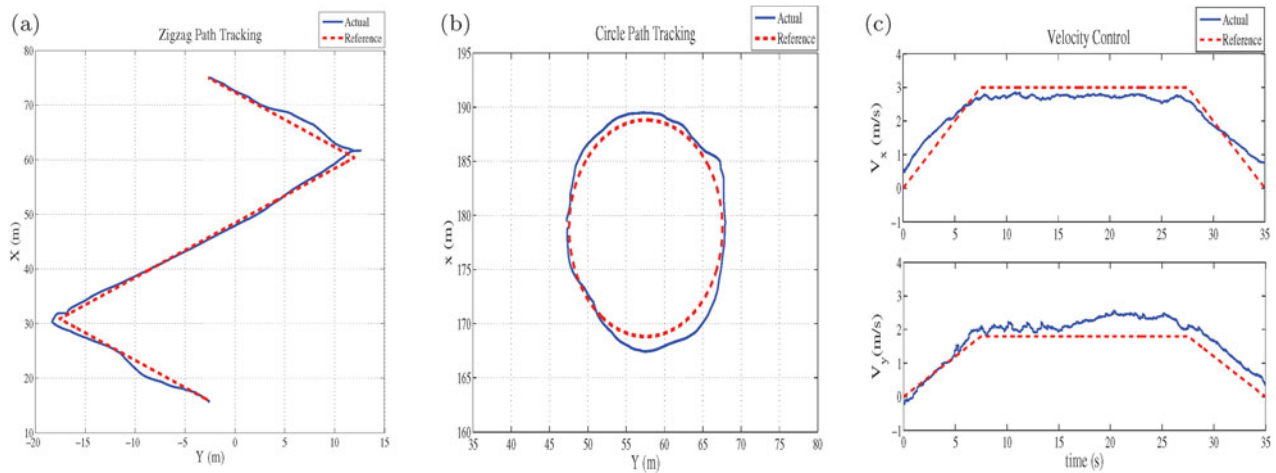 (a)
Actual
Reference
Zigzag Path Tracking
80
70
60
50
40
30
20
10
X (m)
−20 −15 −10 −5 0 5 10 15
Y (m)
(b)
Actual
Reference
Circle Path Tracking
195
190
185
180
175
170
165
160
x (m)
35 40 45 50 55 60 65 70 75 80
Y (m)
(c)
Actual
Reference
Velocity Control
4
3
2
1
0
−1
V_x (m/s)
0 5 10 15 20 25 30 35
4
3
2
1
0
−1
V_y(m/s)
0 5 10 15 20 25 30 35
time (s)